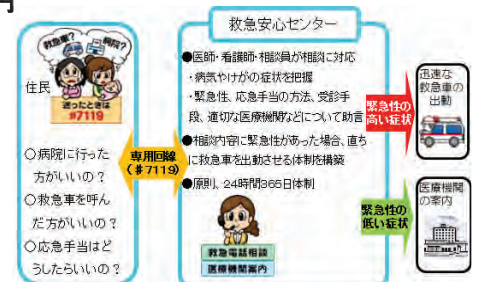 円
救急車?
病院?
住民
迷ったときは
#7119
○病院に行った
方がいいの?
○救急車を呼ん
だ方がいいの?
○応急手当はど
うしたらいいの?
専用回線
(#7119)
救急安心センター
●医師・看護師・相談員が相談に対応
・病気やけがの症状を把握
・緊急性、応急手当の方法、受診手
段、適切な医療機関などについて助言
●相談内容に緊急性があった場合、直ち
に救急車を出動させる体制を構築
●原則、24時間365日体制
救急電話相談
医療機関案内
緊急性の
高い症状
迅速な
救急車の
出動
緊急性の
低い症状
医療機関
の案内